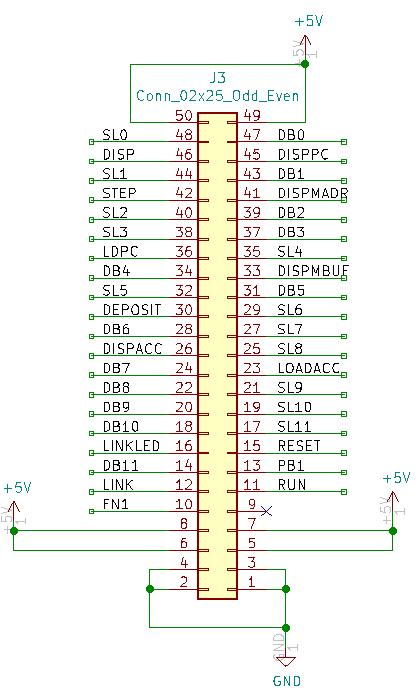 +5V
+5V
1
J3
Conn_02x25_Odd_Even
50 49
SL0 48 47 DB0
DISP 46 45 DISPPC
SL1 44 43 DB1
STEP 42 41 DISPMADR
SL2 40 39 DB2
SL3 38 37 DB3
LDPC 36 35 SL4
DB4 34 33 DISPMBUF
SL5 32 31 DB5
DEPOSIT 30 29 SL6
DB6 28 27 SL7
DISPACC 26 25 SL8
DB7 24 23 LOADACC
DB8 22 21 SL9
DB9 20 19 SL10
DB10 18 17 SL11
LINKLED 16 15 RESET
DB11 14 13 PB1
LINK 12 11 RUN
FN1 10 9
+5V
+5V
1
8 7
+5V
+5V
1
6 5
4 3
2 1
GND
1
GND